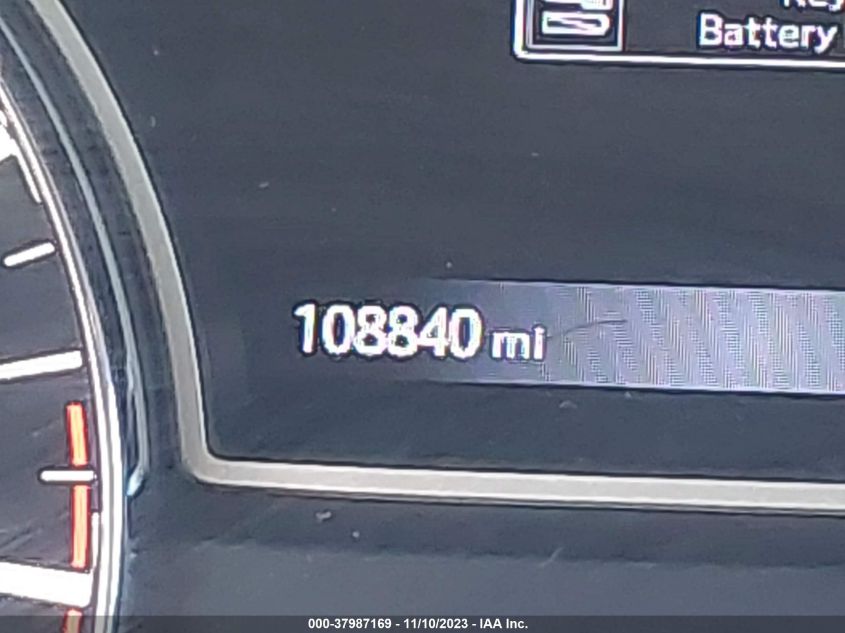 Battery
108840 mi
000-37987169 - 11/10/2023 - IAA Inc.